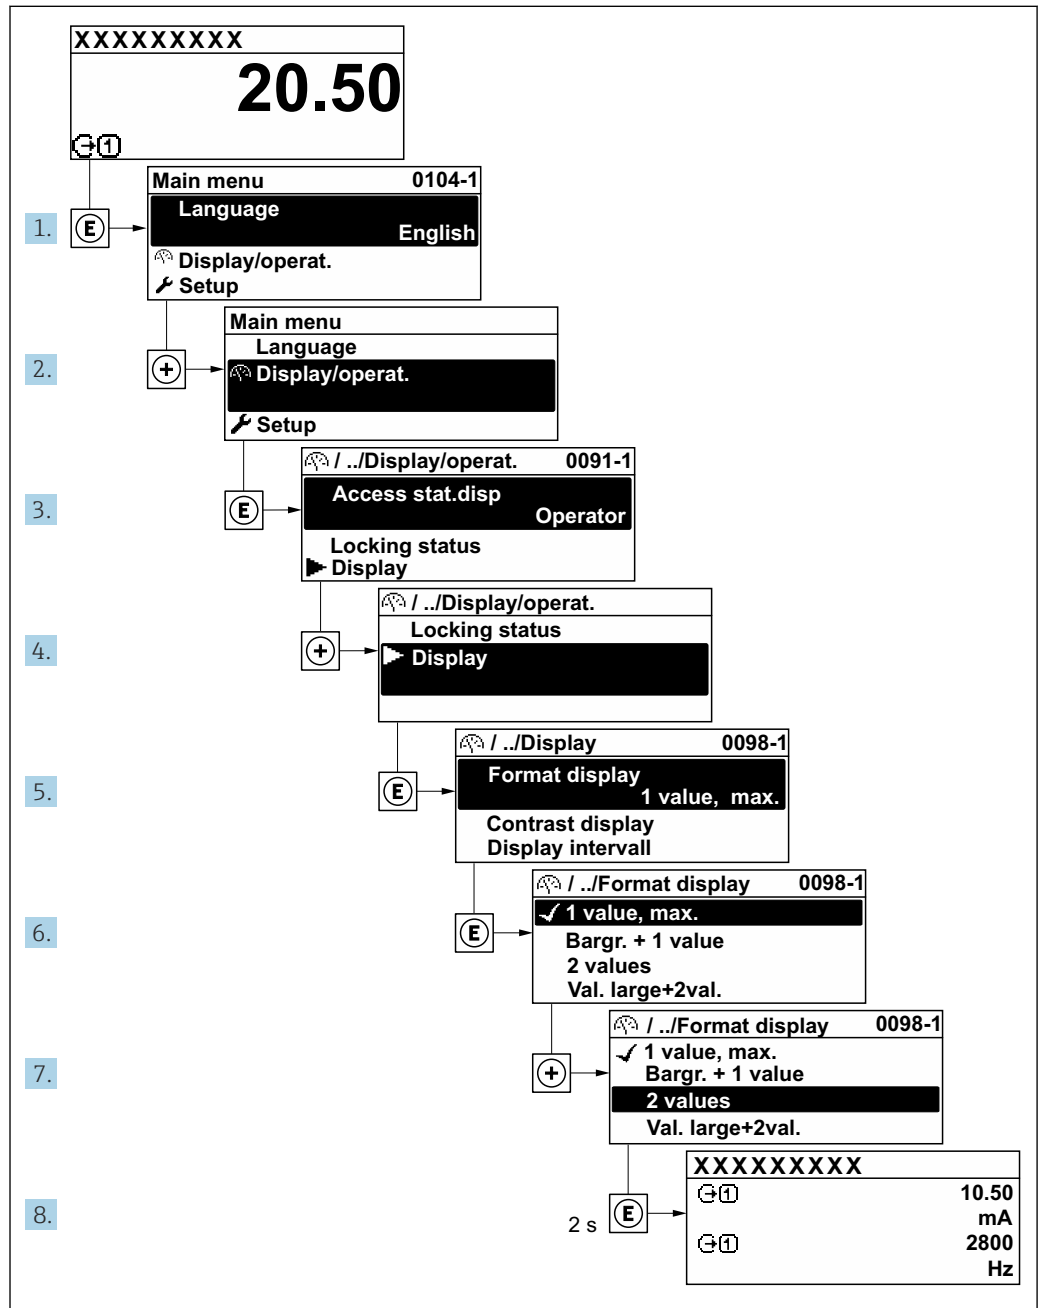 XXXXXXXXX
20.50
1
Main menu 0104-1
1. E Language
English
Display/operat.
Setup
Main menu
Language
2. + Display/operat.
Setup
/ ../Display/operat. 0091-1
3. E Access stat.disp
Operator
Locking status
Display
/ ../Display/operat.
Locking status
4. + Display
/ ../Display 0098-1
5. E Format display
1 value, max.
Contrast display
Display intervall
/ ../Format display 0098-1
6. E 1 value, max.
Bargr. + 1 value
2 values
Val. large+2val.
/ ../Format display 0098-1
1 value, max.
7. + Bargr. + 1 value
2 values
Val. large+2val.
XXXXXXXXX
1 10.50
8. 2 s E mA
1 2800
Hz